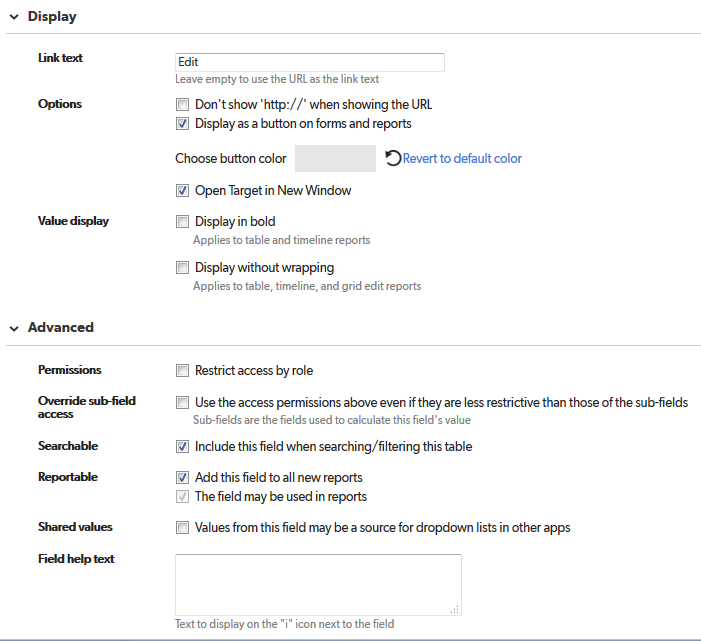 Display
Link text
Edit
Leave empty to use the URL as the link text
Options
Don't show 'http://' when showing the URL
Display as a button on forms and reports
Choose button color
Revert to default color
Open Target in New Window
Value display
Display in bold
Applies to table and timeline reports
Display without wrapping
Applies to table, timeline, and grid edit reports
Advanced
Permissions
Restrict access by role
Override sub-field
access
Use the access permissions above even if they are less restrictive than those of the sub-fields
Sub-fields are the fields used to calculate this field's value
Searchable
Include this field when searching/filtering this table
Reportable
Add this field to all new reports
The field may be used in reports
Shared values
Values from this field may be a source for dropdown lists in other apps
Field help text
Text to display on the "i" icon next to the field